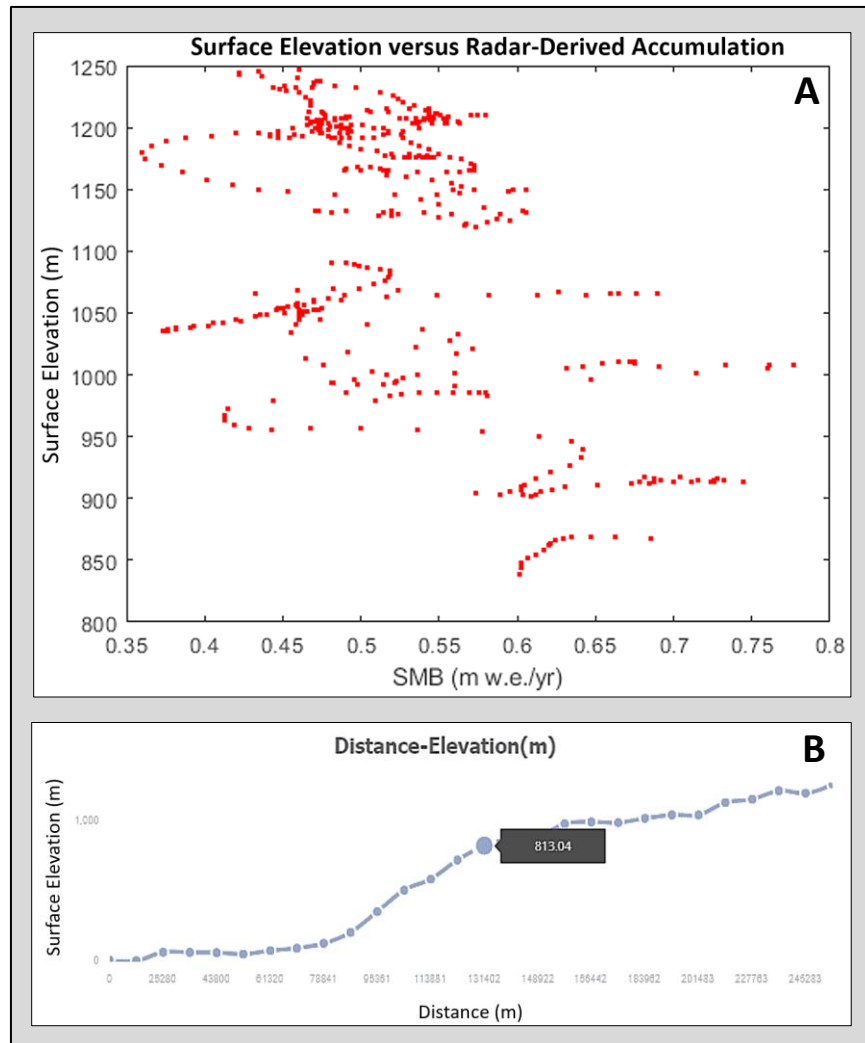 Surface Elevation versus Radar-Derived Accumulation
A
1250
1200
1150
1100
1050
1000
950
900
850
800
Surface Elevation (m)
0.35 0.4 0.45 0.5 0.55 0.6 0.65 0.7 0.75 0.8
SMB (m w.e./yr)
Distance-Elevation(m)
B
Surface Elevation (m)
1,000
813.04
0
0 25280 43800 61320 78841 95361 113881 131402 148922 166442 183962 201483 227763 245283
Distance (m)